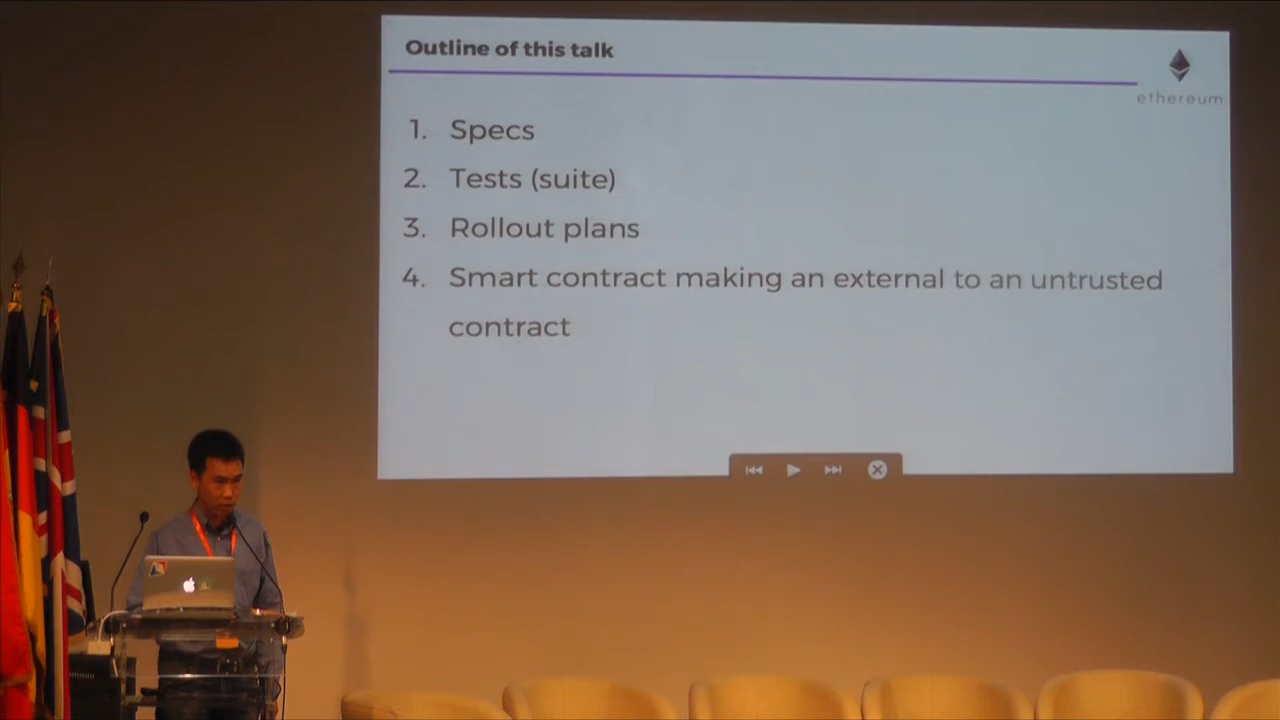 Outline of this talk
ethereum
1. Specs
2. Tests (suite)
3. Rollout plans
4. Smart contract making an external to an untrusted
contract